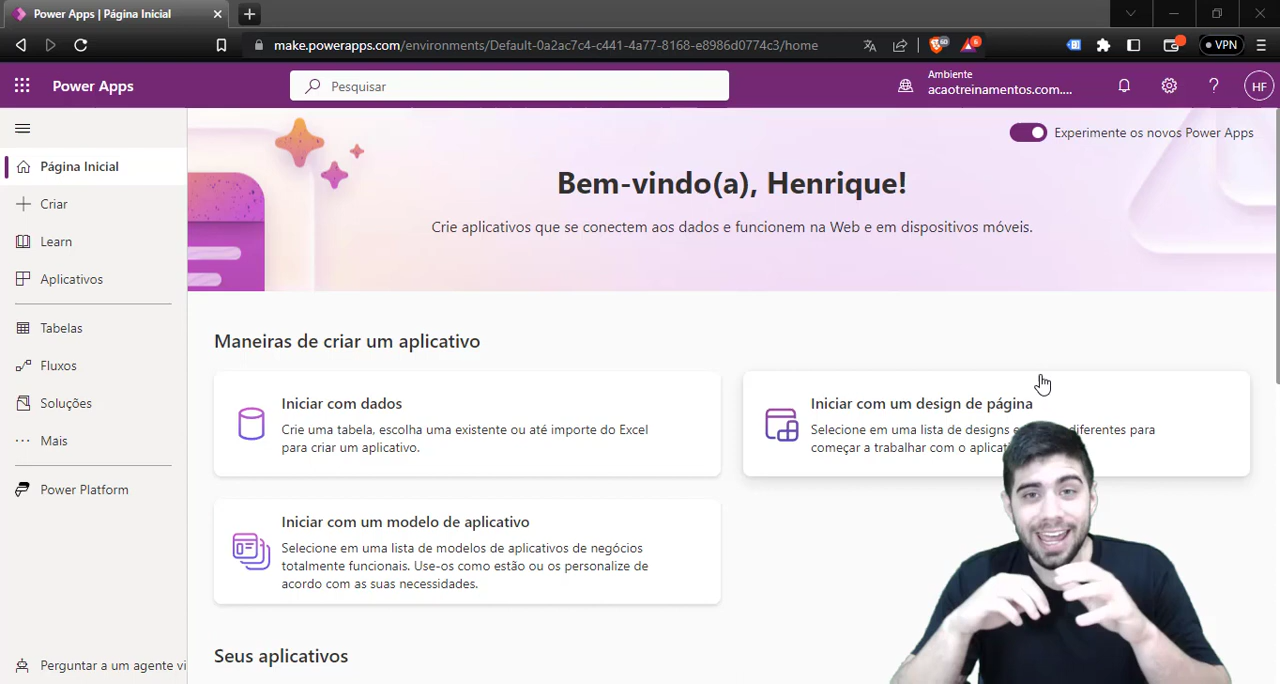 Power Apps | Página Inicial
make.powerapps.com/environments/Default-0a2ac7c4-c441-4a77-8168-e8986d0774c3/home
60
6
VPN
Power Apps
Pesquisar
Ambiente
acaotreinamentos.com....
HF
Experimente os novos Power Apps
Bem-vindo(a), Henrique!
Crie aplicativos que se conectem aos dados e funcionem na Web e em dispositivos móveis.
Página Inicial
Criar
Learn
Aplicativos
Tabelas
Fluxos
Soluções
Mais
Power Platform
Perguntar a um agente vi
Maneiras de criar um aplicativo
Iniciar com dados
Crie uma tabela, escolha uma existente ou até importe do Excel
para criar um aplicativo.
Iniciar com um design de página
Selecione em uma lista de designs e diferentes para
começar a trabalhar com o
Iniciar com um modelo de aplicativo
Selecione em uma lista de modelos de aplicativos de negócios
totalmente funcionais. Use-os como estão ou os personalize de
acordo com as suas necessidades.
Seus aplicativos